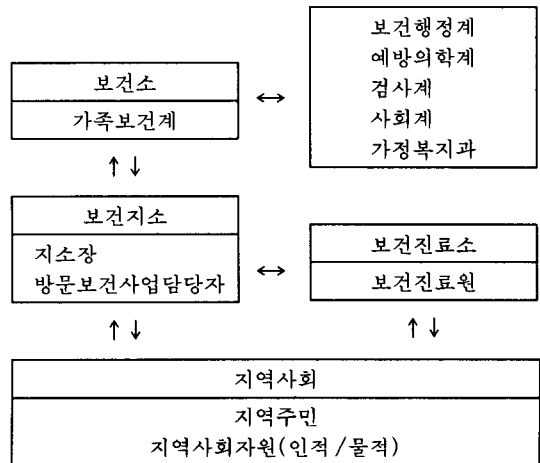 보건소
가족보건계
↔
보건행정계
예방의학계
검사계
사회계
가정복지과
↑ ↓
보건지소
지소장
방문보건사업담당자
↔
보건진료소
보건진료원
↑ ↓
↑ ↓
지역사회
지역주민
지역사회자원(인적/물적)